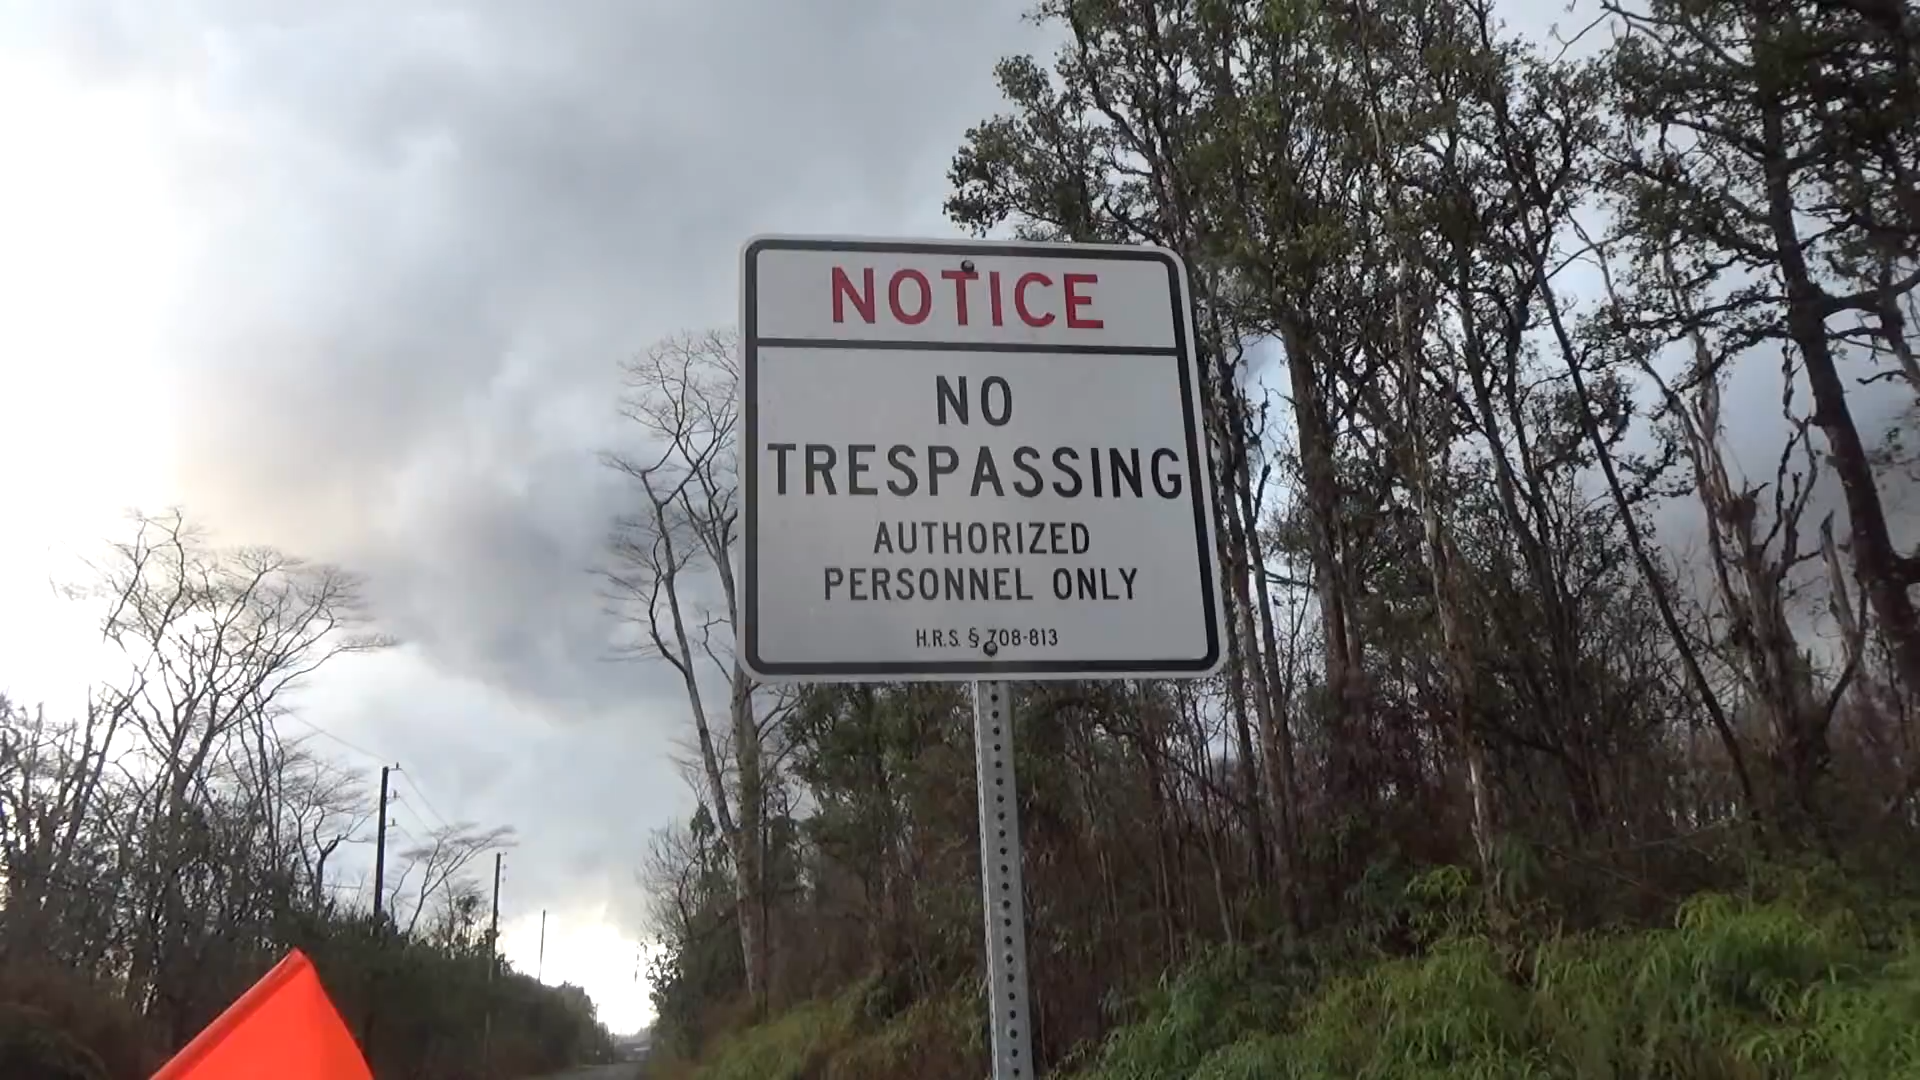 NOTICE
NO
TRESPASSING
AUTHORIZED
PERSONNEL ONLY
H.R.S. § 708-813